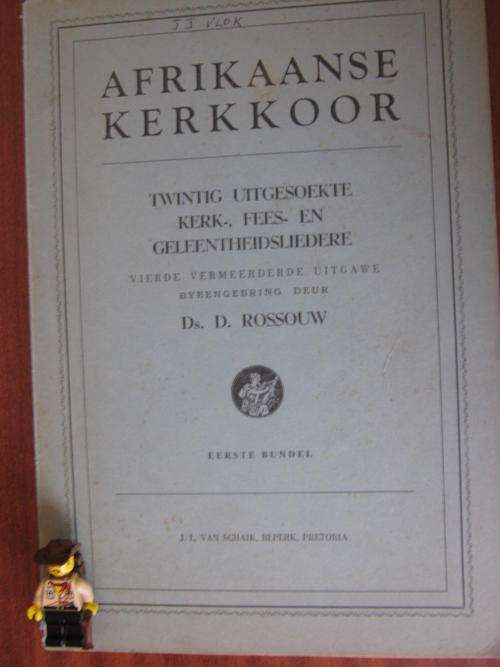 J J VLOK
AFRIKAANSE
KERKKOOR
TWINTIG UITGESOEKTE
KERK-, FEES- EN
GELEENTHEIDSLIEDERE
VIERDE VERMEERDERDE UITGAWE
BYEENGEBRING DEUR
Ds. D. ROSSOUW
EERSTE BUNDEL
J. L. VAN SCHAIK, BEPERK, PRETORIA